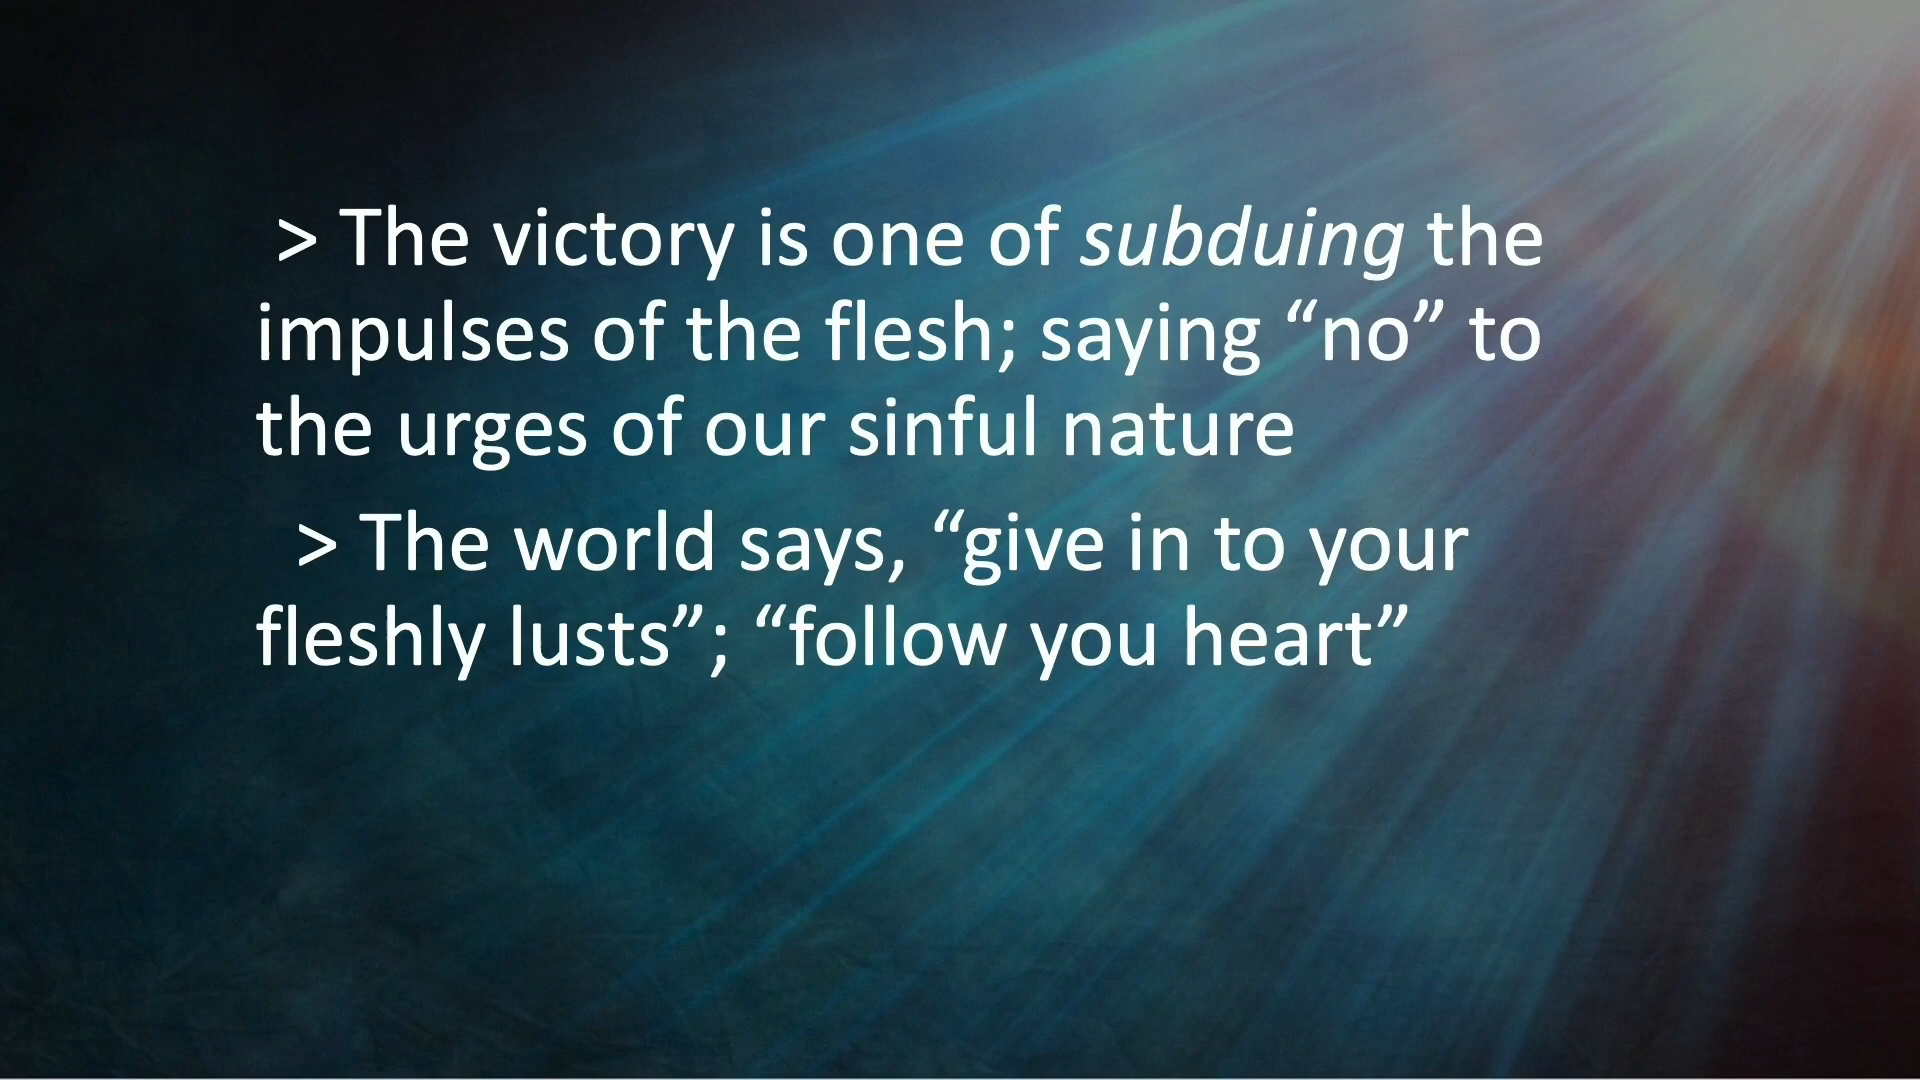 > The victory is one of subduing the
impulses of the flesh; saying “no” to
the urges of our sinful nature
> The world says, “give in to your
fleshly lusts”; “follow you heart”